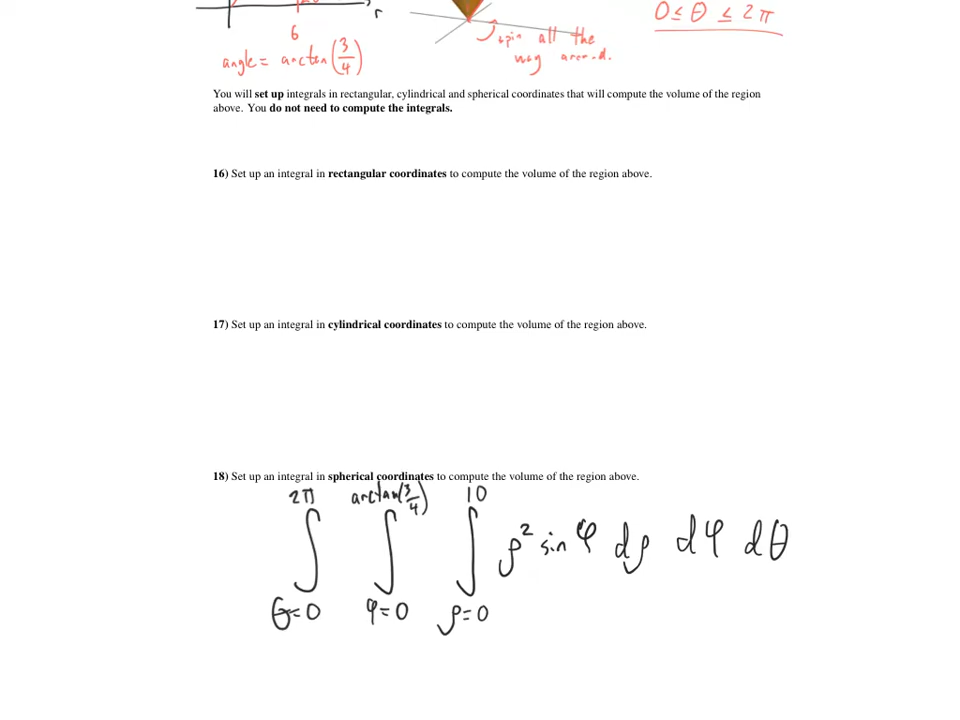 r
0 ≤ θ ≤ 2π
6
spin all the
way around.
angle = arctan(3/4)
You will set up integrals in rectangular, cylindrical and spherical coordinates that will compute the volume of the region
above. You do not need to compute the integrals.
16) Set up an integral in rectangular coordinates to compute the volume of the region above.
17) Set up an integral in cylindrical coordinates to compute the volume of the region above.
18) Set up an integral in spherical coordinates to compute the volume of the region above.
2π arctan(3/4) 10
∫ ∫ ∫ ρ² sin φ dρ dφ dθ
θ=0 φ=0 ρ=0